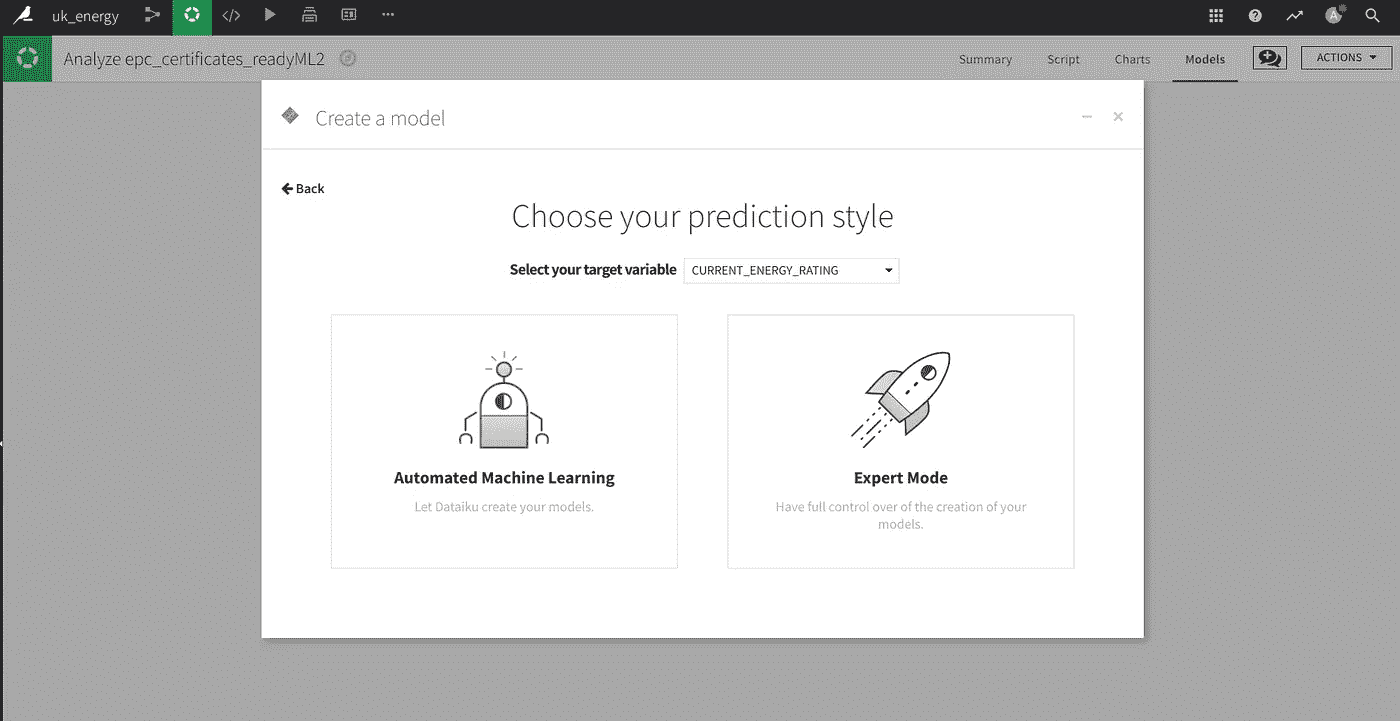 uk_energy
Analyze epc_certificates_readyML2
Summary
Script
Charts
Models
ACTIONS
Create a model
Back
Choose your prediction style
Select your target variable
CURRENT_ENERGY_RATING
Automated Machine Learning
Let Dataiku create your models.
Expert Mode
Have full control over of the creation of your
models.